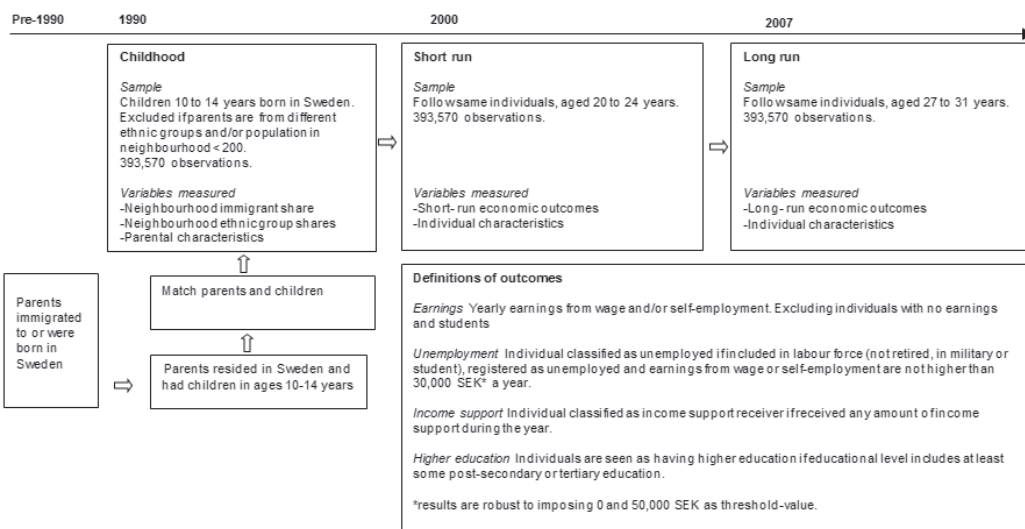 Pre-1990
1990
2000
2007
Childhood
Sample
Children 10 to 14 years born in Sweden.
Excluded if parents are from different
ethnic groups and/or population in
neighbourhood < 200.
393,570 observations.
Variables measured
-Neighbourhood immigrant share
-Neighbourhood ethnic group shares
-Parental characteristics
Short run
Sample
Follows same individuals, aged 20 to 24 years.
393,570 observations.
Variables measured
-Short-run economic outcomes
-Individual characteristics
Long run
Sample
Follows same individuals, aged 27 to 31 years.
393,570 observations.
Variables measured
-Long-run economic outcomes
-Individual characteristics
Parents
immigrated
to or were
born in
Sweden
Match parents and children
Parents resided in Sweden and
had children in ages 10-14 years
Definitions of outcomes
Earnings Yearly earnings from wage and/or self-employment. Excluding individuals with no earnings
and students
Unemployment Individual classified as unemployed if included in labour force (not retired, in military or
student), registered as unemployed and earnings from wage or self-employment are not higher than
30,000 SEK* a year.
Income support Individual classified as income support receiver if received any amount of income
support during the year.
Higher education Individuals are seen as having higher education if educational level includes at least
some post-secondary or tertiary education.
*results are robust to imposing 0 and 50,000 SEK as threshold-value.